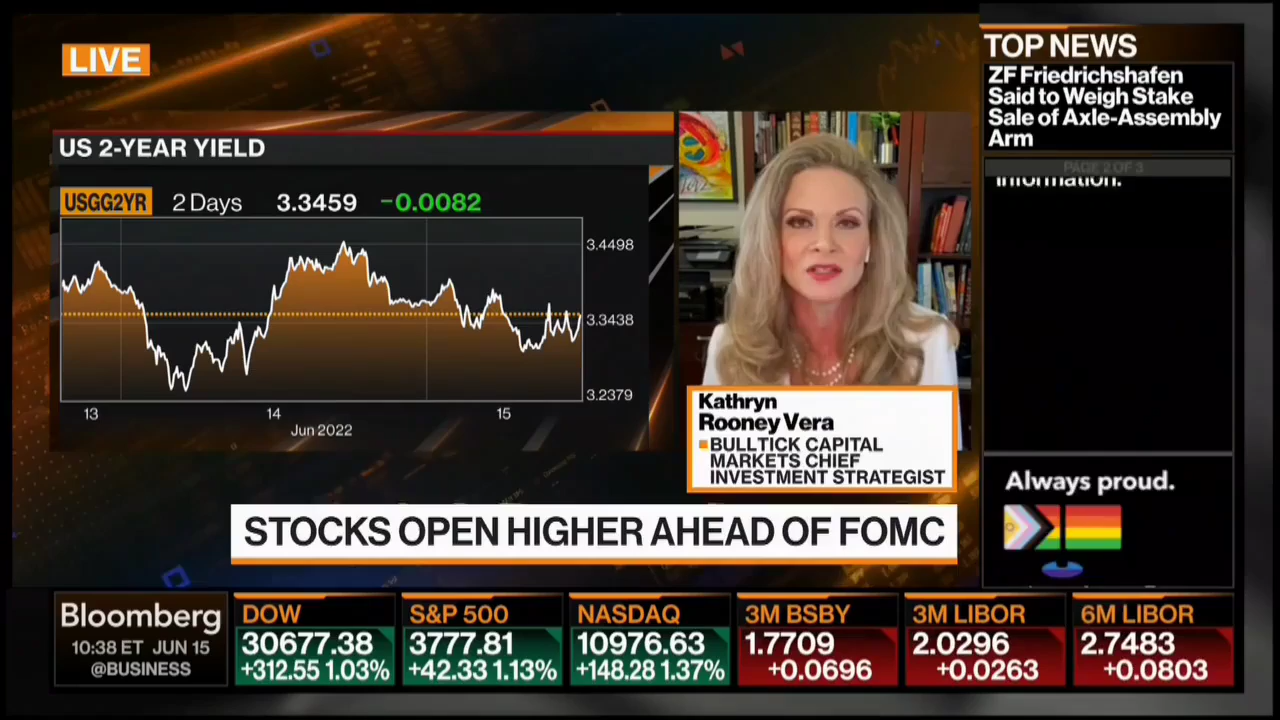 LIVE
US 2-YEAR YIELD
USGG2YR 2 Days 3.3459 -0.0082
3.4498
3.3438
3.2379
13 14 15
Jun 2022
Kathryn
Rooney Vera
BULLTICK CAPITAL
MARKETS CHIEF
INVESTMENT STRATEGIST
STOCKS OPEN HIGHER AHEAD OF FOMC
TOP NEWS
ZF Friedrichshafen
Said to Weigh Stake
Sale of Axle-Assembly
Arm
PAGE 2 OF 3
information.
Always proud.
Bloomberg
10:38 ET JUN 15
@BUSINESS
DOW
30677.38
+312.55 1.03%
S&P 500
3777.81
+42.33 1.13%
NASDAQ
10976.63
+148.28 1.37%
3M BSBY
1.7709
+0.0696
3M LIBOR
2.0296
+0.0263
6M LIBOR
2.7483
+0.0803